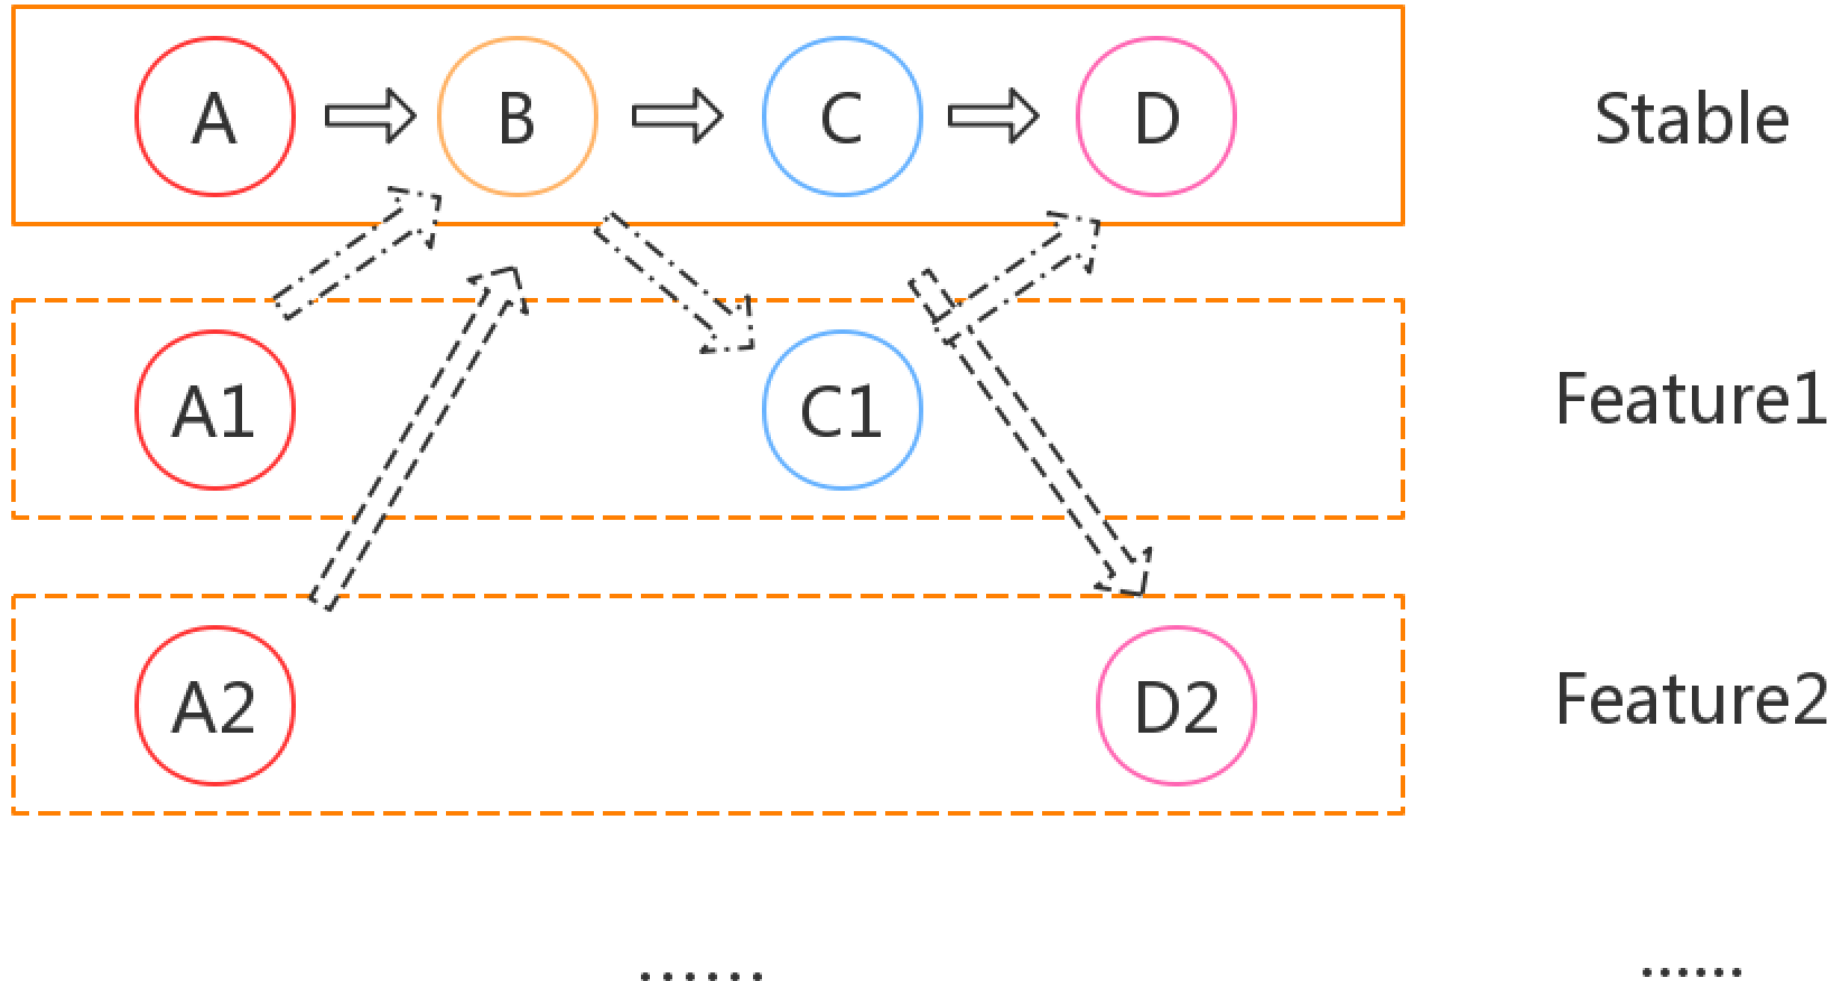 A B C D Stable
A1 C1 Feature1
A2 D2 Feature2
...... ......